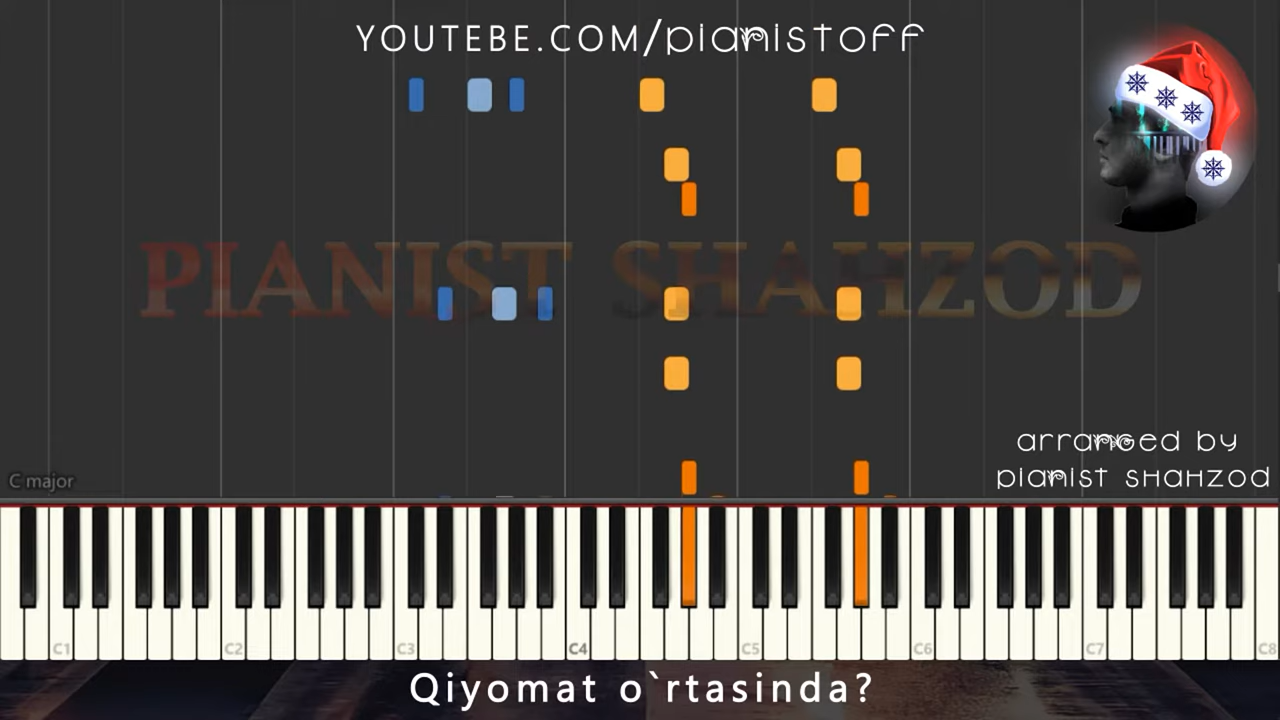 YOUTEBE.COM/pianistoff
PIANIST SHAHZOD
arranged by
pianist shahzod
C major
C1 C2 C3 C4 C5 C6 C7 C8
Qiyomat o`rtasinda?